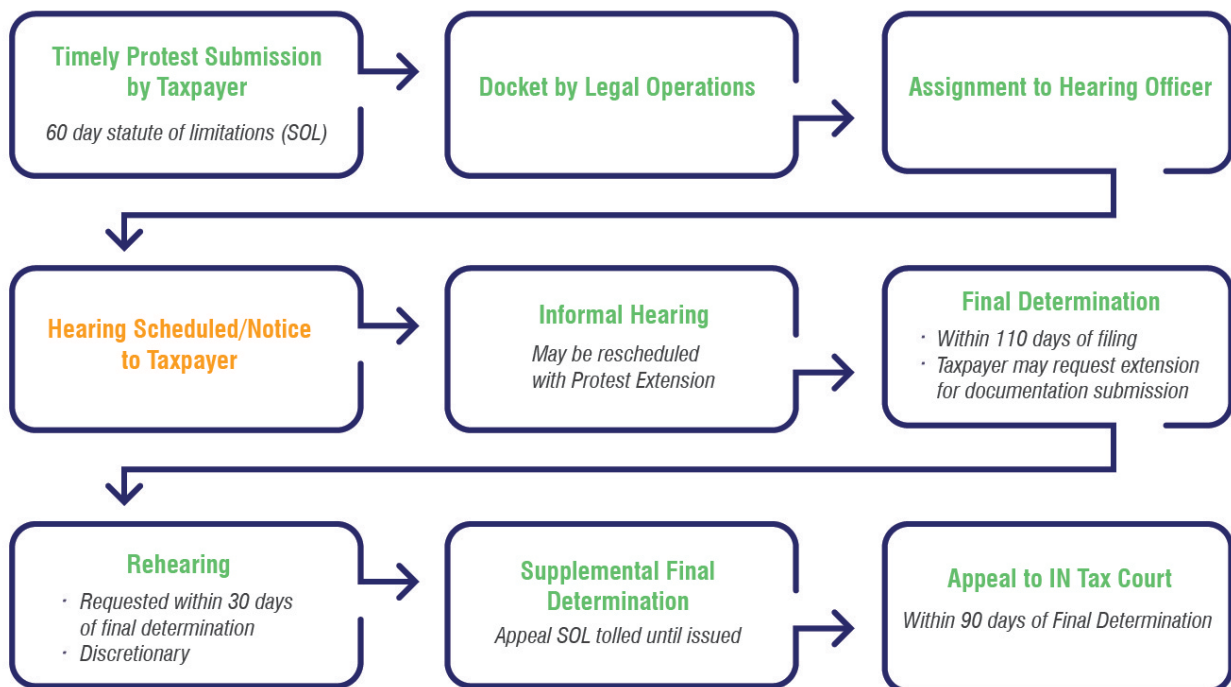 Timely Protest Submission
by Taxpayer
60 day statute of limitations (SOL)
Docket by Legal Operations
Assignment to Hearing Officer
Hearing Scheduled/Notice
to Taxpayer
Informal Hearing
May be rescheduled
with Protest Extension
Final Determination
· Within 110 days of filing
· Taxpayer may request extension
for documentation submission
Rehearing
· Requested within 30 days
of final determination
· Discretionary
Supplemental Final
Determination
Appeal SOL tolled until issued
Appeal to IN Tax Court
Within 90 days of Final Determination